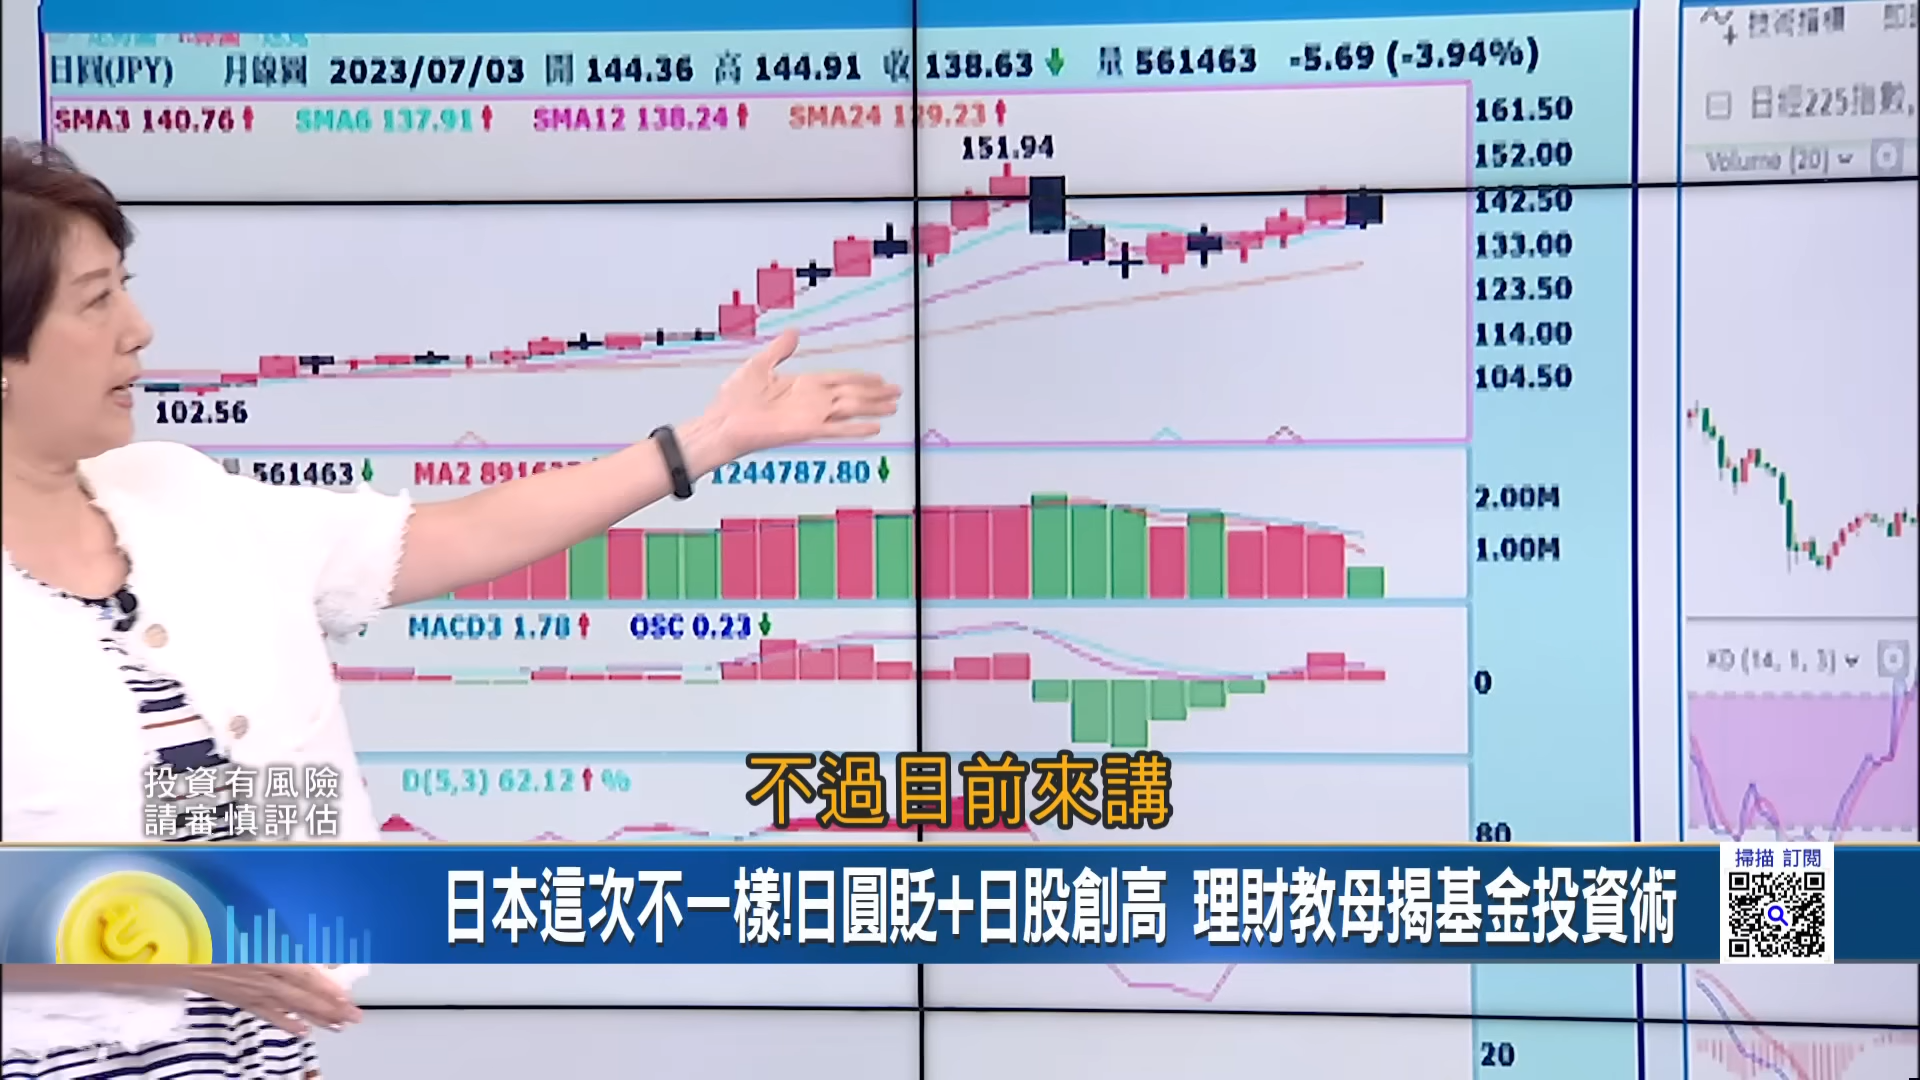 日圓(JPY) 月線圖 2023/07/03 開 144.36 高 144.91 收 138.63 量 561463 -5.69 (-3.94%)
SMA3 140.76 SMA6 137.91 SMA12 138.24 SMA24 129.23
151.94
102.56
161.50
152.00
142.50
133.00
123.50
114.00
104.50
技術指標
日經225指數,
Volume (20)
561463 MA2 1244787.80
2.00M
1.00M
MACD3 1.78 OSC 0.23
0
KD (14, 1, 3)
D(5,3) 62.12 %
80
20
投資有風險
請審慎評估
不過目前來講
日本這次不一樣!日圓貶+日股創高 理財教母揭基金投資術
掃描 訂閱